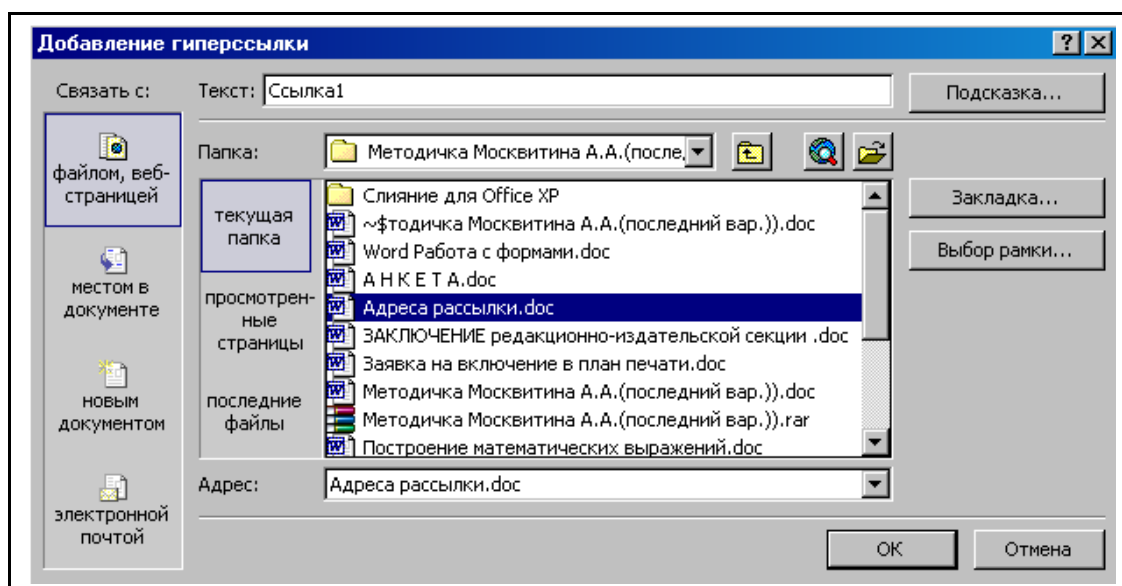 Добавление гиперссылки
Связать с:
Текст: Ссылка1
Подсказка...
файлом, веб-
страницей
местом в
документе
новым
документом
электронной
почтой
Папка: Методичка Москвитина А.А.(после
текущая
папка
просмотрен-
ные
страницы
последние
файлы
Слияние для Office XP
~$тодичка Москвитина А.А.(последний вар.)).doc
Word Работа с формами.doc
А Н К Е Т А.doc
Адреса рассылки.doc
ЗАКЛЮЧЕНИЕ редакционно-издательской секции .doc
Заявка на включение в план печати.doc
Методичка Москвитина А.А.(последний вар.)).doc
Методичка Москвитина А.А.(последний вар.)).rar
Построение математических выражений.doc
Закладка...
Выбор рамки...
Адрес: Адреса рассылки.doc
ОК
Отмена